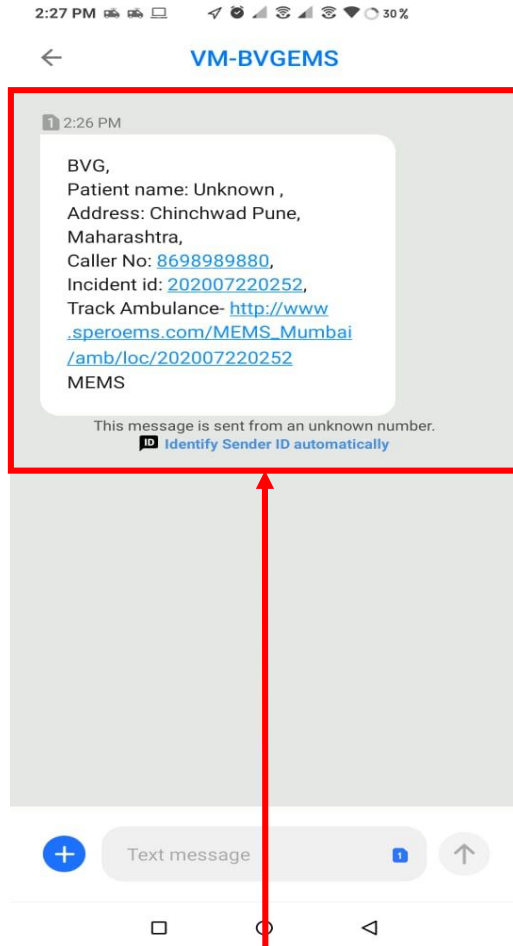 2:27 PM 30%
VM-BVGEMS
1 2:26 PM
BVG,
Patient name: Unknown ,
Address: Chinchwad Pune,
Maharashtra,
Caller No: 8698989880,
Incident id: 202007220252,
Track Ambulance- http://www
.speroems.com/MEMS_Mumbai
/amb/loc/202007220252
MEMS
This message is sent from an unknown number.
ID Identify Sender ID automatically
Text message 1